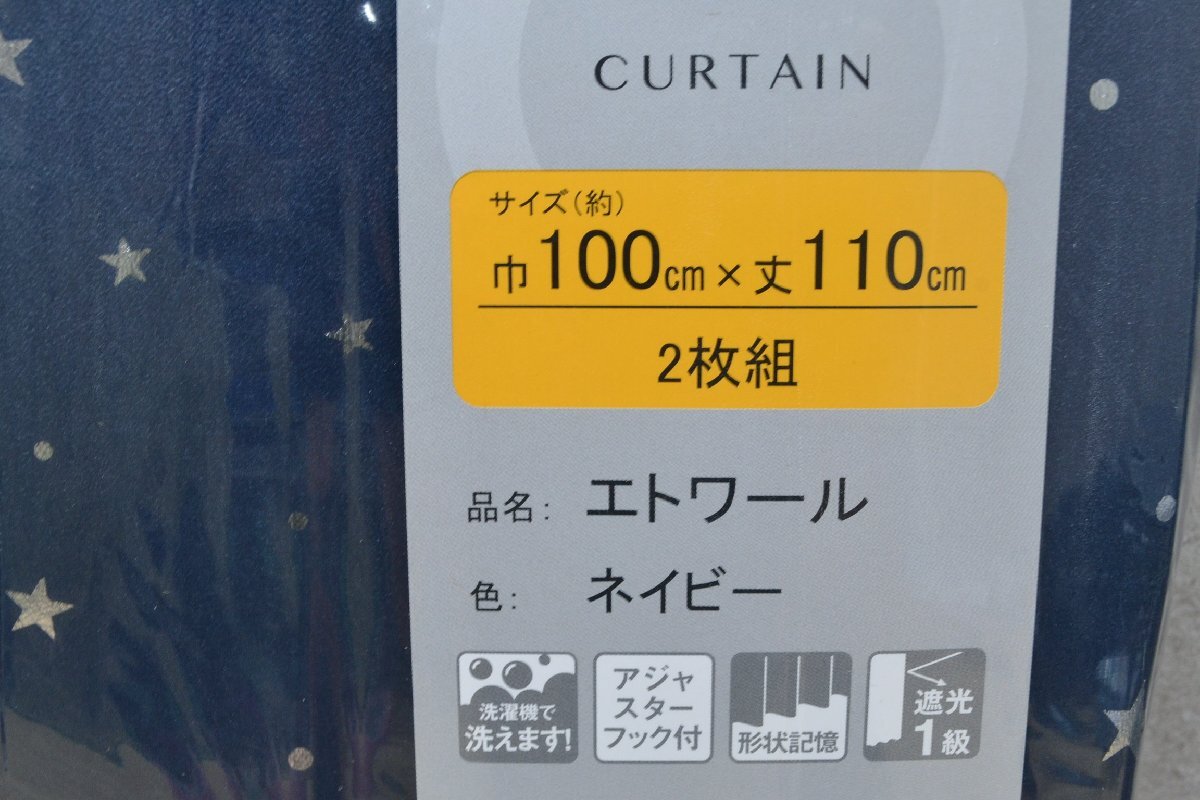 CURTAIN
サイズ(約)
巾100cm×丈110cm
2枚組
品名: エトワール
色: ネイビー
洗濯機で
洗えます!
アジャ
スター
フック付
形状記憶
遮光
1級